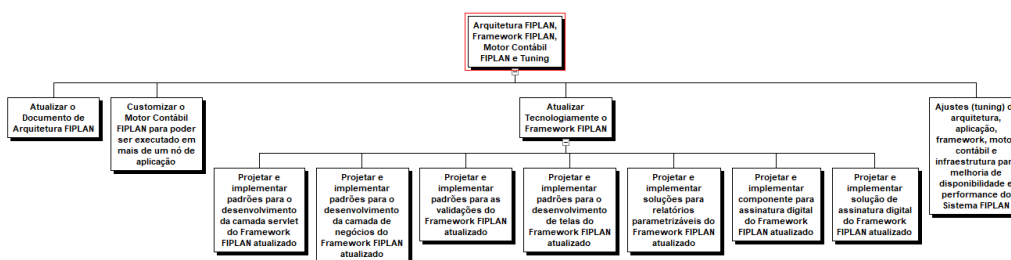 Arquitetura FIPLAN,
Framework FIPLAN,
Motor Contábil
FIPLAN e Tuning
Atualizar o
Documento de
Arquitetura FIPLAN
Customizar o
Motor Contábil
FIPLAN para poder
ser executado em
mais de um nó de
aplicação
Atualizar
Tecnologiamente o
Framework FIPLAN
Ajustes (tuning) d
arquitetura,
aplicação,
framework, moto
contábil e
infraestrutura par
melhoria de
disponibilidade e
performance do
Sistema FIPLAN
Projetar e
implementar
padrões para o
desenvolvimento
da camada servlet
do Framework
FIPLAN atualizado
Projetar e
implementar
padrões para o
desenvolvimento
da camada de
negócios do
Framework FIPLAN
atualizado
Projetar e
implementar
padrões para as
validações do
Framework FIPLAN
atualizado
Projetar e
implementar
padrões para o
desenvolvimento
de telas do
Framework FIPLAN
atualizado
Projetar e
implementar
soluções para
relatórios
parametrizáveis do
Framework FIPLAN
atualizado
Projetar e
implementar
componente para
assinatura digital
do Framework
FIPLAN atualizado
Projetar e
implementar
solução de
assinatura digital
do Framework
FIPLAN atualizado